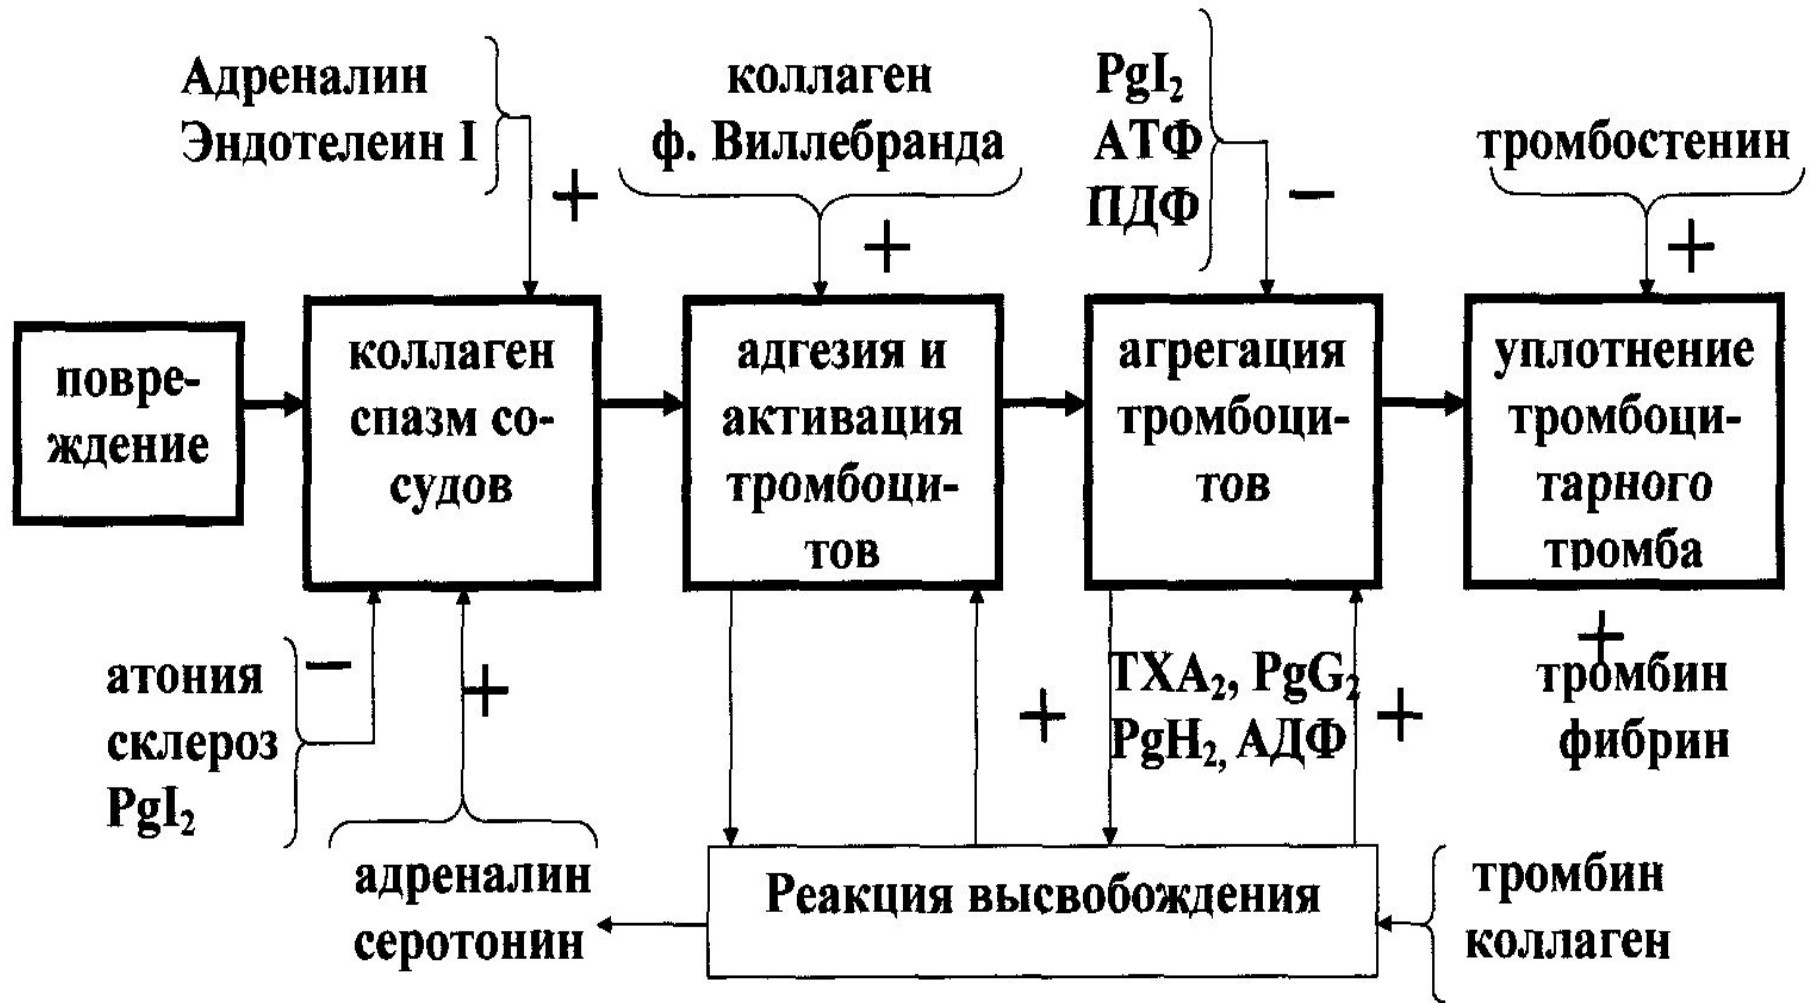 Адреналин
Эндотелеин I
+
коллаген
ф. Виллебранда
+
PgI₂
АТФ
ПДФ
−
тромбостенин
+
повре-
ждение
коллаген
спазм со-
судов
адгезия и
активация
тромбоци-
тов
агрегация
тромбоци-
тов
уплотнение
тромбоци-
тарного
тромба
атония
склероз
PgI₂
−
+
адреналин
серотонин
+
TXA₂, PgG₂
PgH₂, АДФ
+
+
тромбин
фибрин
Реакция высвобождения
тромбин
коллаген